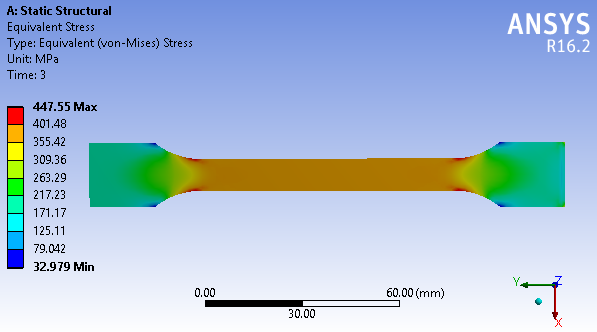 A: Static Structural
Equivalent Stress
Type: Equivalent (von-Mises) Stress
Unit: MPa
Time: 3
ANSYS
R16.2
447.55 Max
401.48
355.42
309.36
263.29
217.23
171.17
125.11
79.042
32.979 Min
0.00
60.00 (mm)
30.00
Y
Z
X